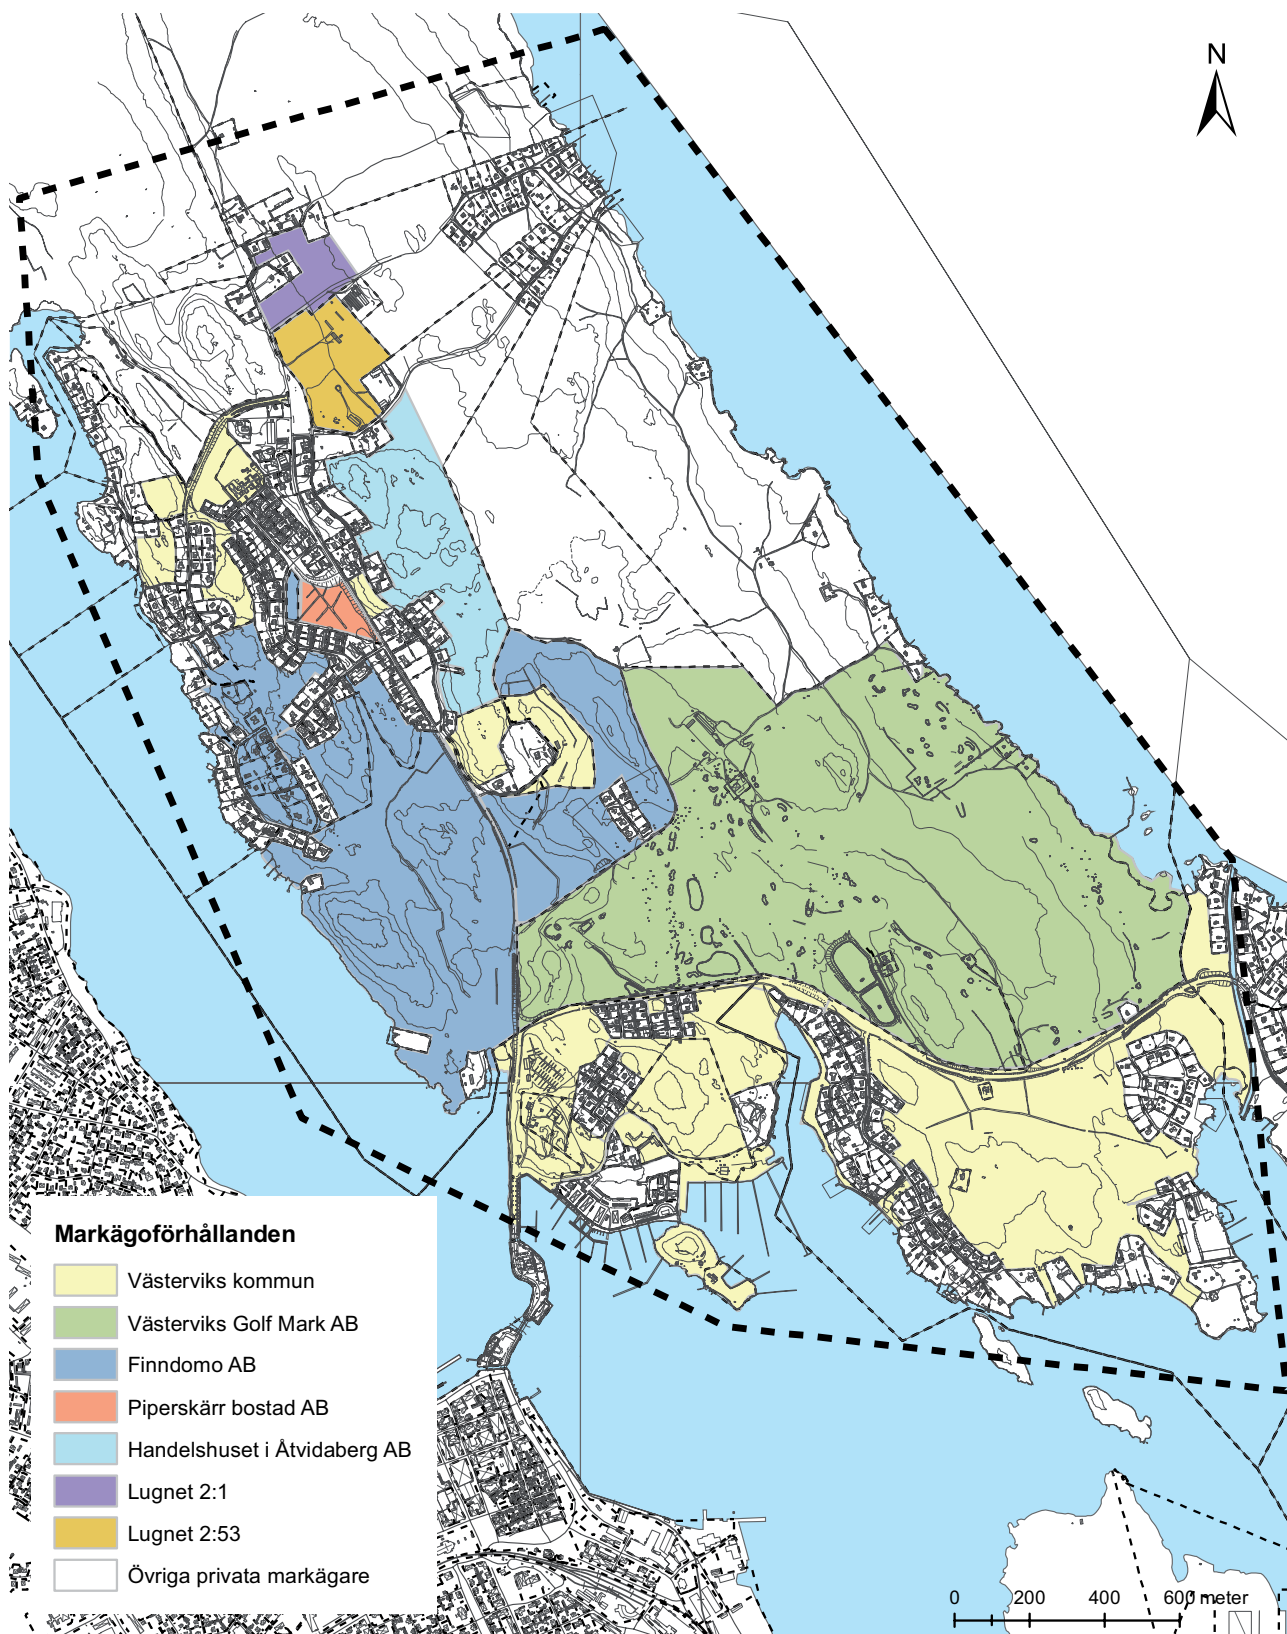 N
Markägoförhållanden
Västerviks kommun
Västerviks Golf Mark AB
Finndomo AB
Piperskärr bostad AB
Handelshuset i Åtvidaberg AB
Lugnet 2:1
Lugnet 2:53
Övriga privata markägare
0 200 400 600 meter